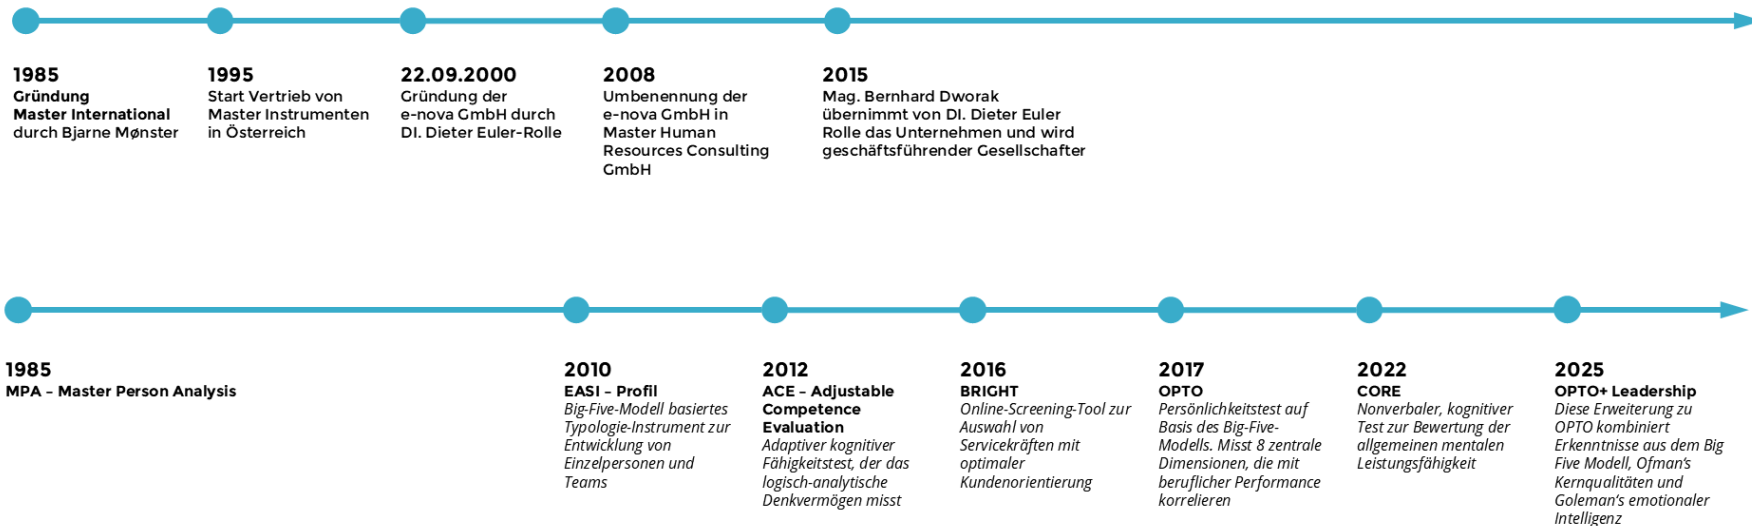 1985
Gründung
Master International
durch Bjarne Mønster
1995
Start Vertrieb von
Master Instrumenten
in Österreich
22.09.2000
Gründung der
e-nova GmbH durch
DI. Dieter Euler-Rolle
2008
Umbenennung der
e-nova GmbH in
Master Human
Resources Consulting
GmbH
2015
Mag. Bernhard Dworak
übernimmt von DI. Dieter Euler
Rolle das Unternehmen und wird
geschäftsführender Gesellschafter
1985
MPA – Master Person Analysis
2010
EASI – Profil
Big-Five-Modell basiertes
Typologie-Instrument zur
Entwicklung von
Einzelpersonen und
Teams
2012
ACE – Adjustable
Competence
Evaluation
Adaptiver kognitiver
Fähigkeitstest, der das
logisch-analytische
Denkvermögen misst
2016
BRIGHT
Online-Screening-Tool zur
Auswahl von
Servicekräften mit
optimaler
Kundenorientierung
2017
OPTO
Persönlichkeitstest auf
Basis des Big-Five-
Modells. Misst 8 zentrale
Dimensionen, die mit
beruflicher Performance
korrelieren
2022
CORE
Nonverbaler, kognitiver
Test zur Bewertung der
allgemeinen mentalen
Leistungsfähigkeit
2025
OPTO+ Leadership
Diese Erweiterung zu
OPTO kombiniert
Erkenntnisse aus dem Big
Five Modell, Ofman‘s
Kernqualitäten und
Goleman‘s emotionaler
Intelligenz